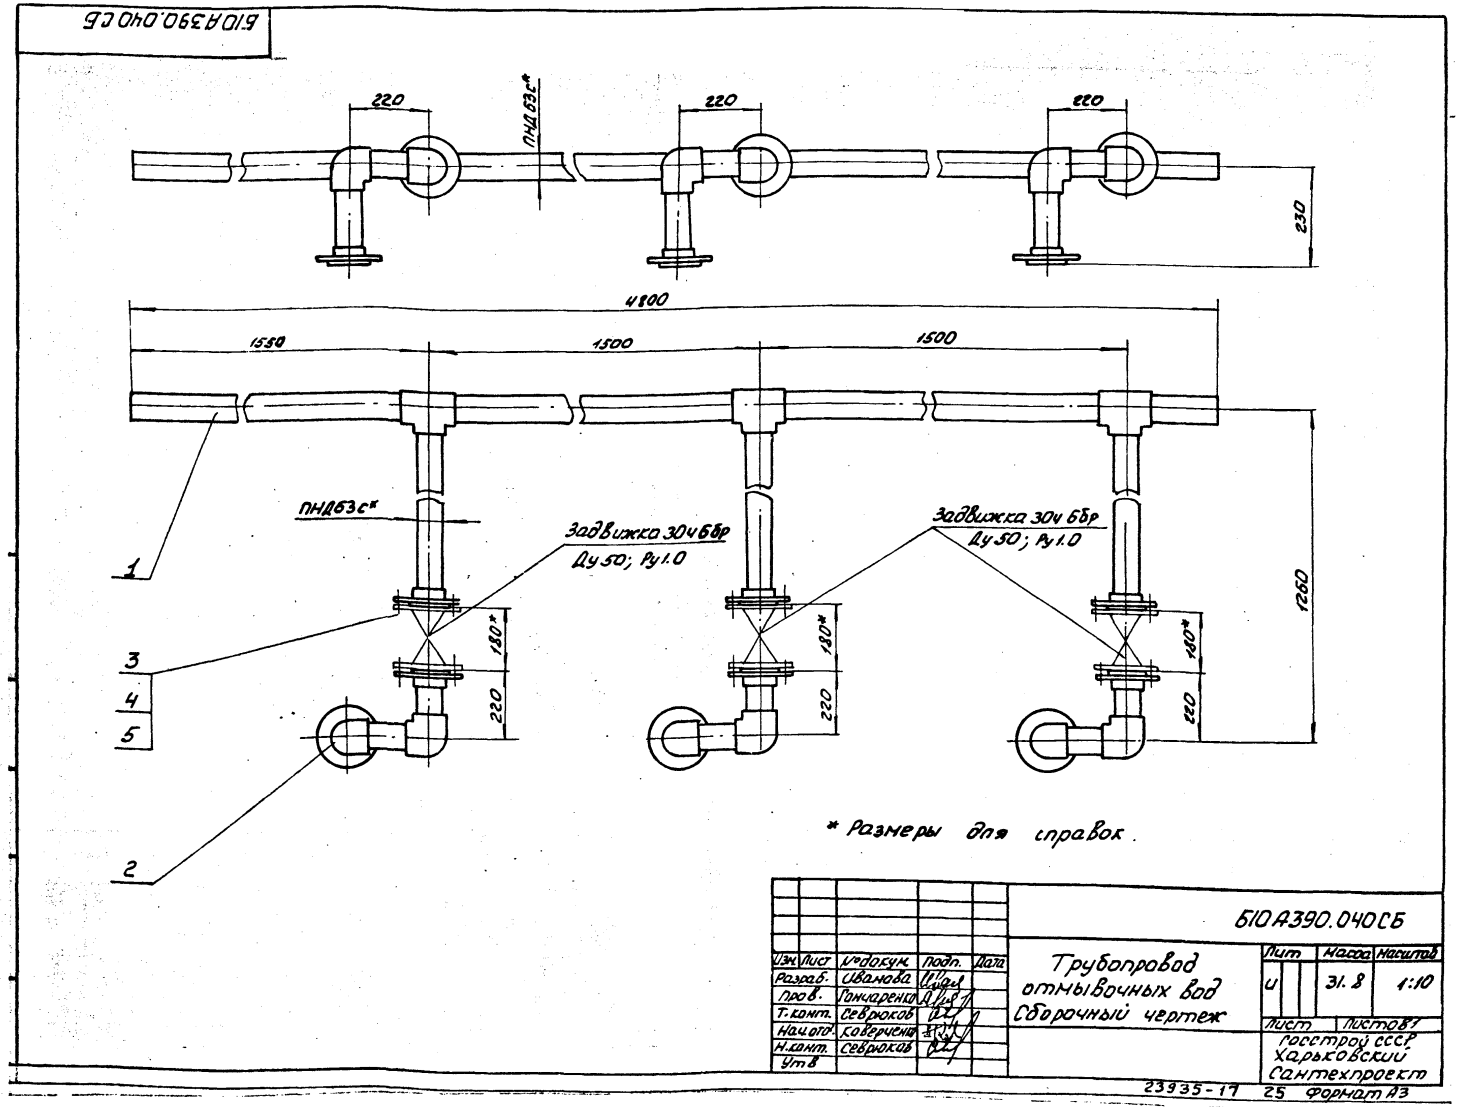 Б10А390.040СБ
220
ПНД63с*
220
220
230
4800
1550
1500
1500
ПНД63с*
Задвижка 30ч6бр
Ду50; Ру1.0
Задвижка 30ч6бр
Ду50; Ру1.0
1260
1
3
4
5
2
180*
220
180*
220
180*
220
* Размеры для справок.
Б10А390.040СБ
Изм Лист №докум. Подп. Дата
Разраб. Иванова
Пров. Гончаренко
Т.конт. Севрюков
Нач.отд. Коверченко
Н.конт. Севрюков
Утв
Трубопровод
отмывочных вод
Сборочный чертеж
Лит Масса Масштаб
И 31.8 1:10
Лист Листов 1
Госстрой СССР
Харьковский
Сантехпроект
23935-17 25 Формат А3